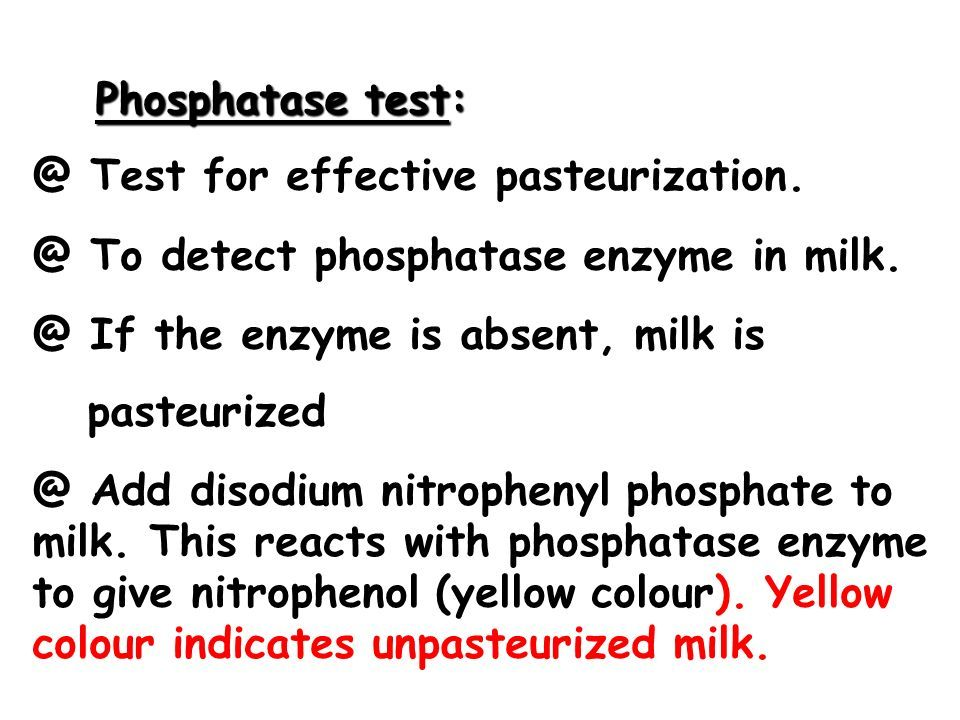 Phosphatase test:
@ Test for effective pasteurization.
@ To detect phosphatase enzyme in milk.
@ If the enzyme is absent, milk is
pasteurized
@ Add disodium nitrophenyl phosphate to
milk. This reacts with phosphatase enzyme
to give nitrophenol (yellow colour). Yellow
colour indicates unpasteurized milk.